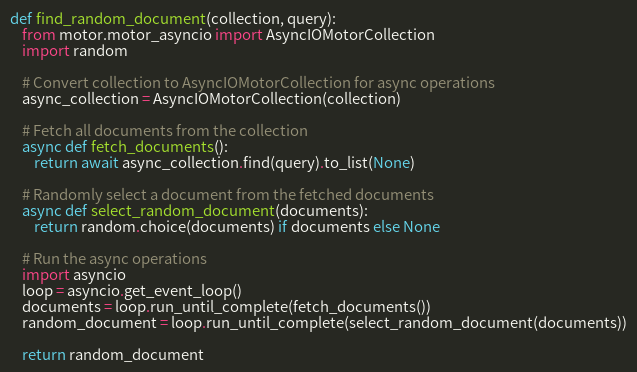 def find_random_document(collection, query):
    from motor.motor_asyncio import AsyncIOMotorCollection
    import random

    # Convert collection to AsyncIOMotorCollection for async operations
    async_collection = AsyncIOMotorCollection(collection)

    # Fetch all documents from the collection
    async def fetch_documents():
        return await async_collection.find(query).to_list(None)

    # Randomly select a document from the fetched documents
    async def select_random_document(documents):
        return random.choice(documents) if documents else None

    # Run the async operations
    import asyncio
    loop = asyncio.get_event_loop()
    documents = loop.run_until_complete(fetch_documents())
    random_document = loop.run_until_complete(select_random_document(documents))

    return random_document